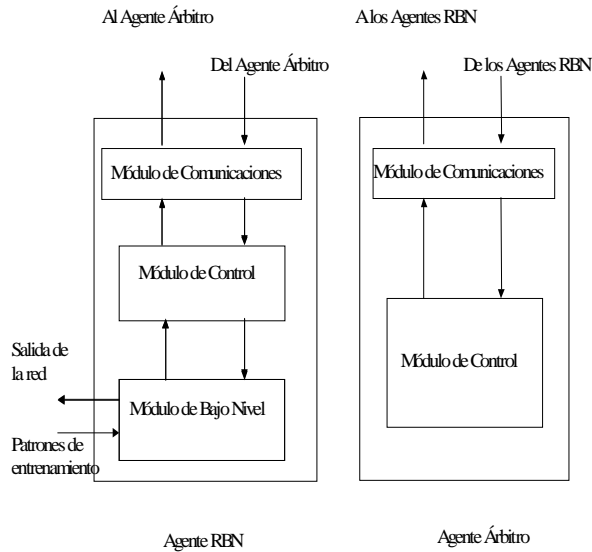 Al Agente Árbitro
Del Agente Árbitro
Módulo de Comunicaciones
Módulo de Control
Salida de
la red
Módulo de Bajo Nivel
Patrones de
entrenamiento
Agente RBN
A los Agentes RBN
De los Agentes RBN
Módulo de Comunicaciones
Módulo de Control
Agente Árbitro